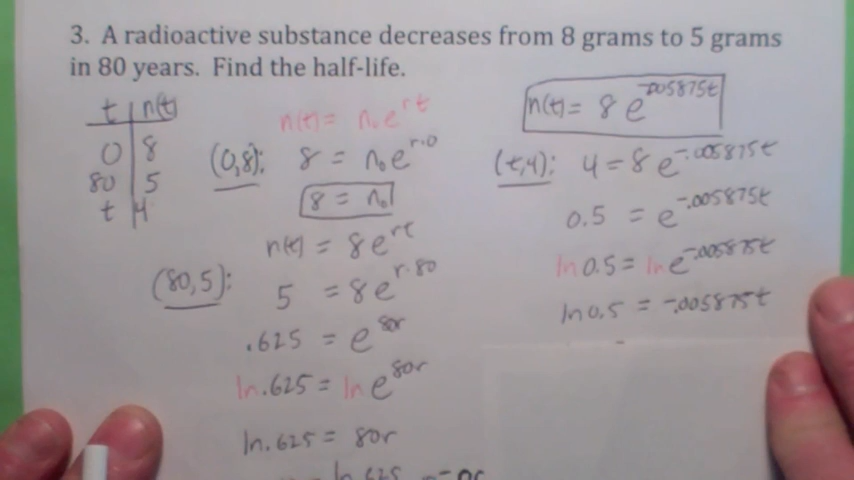 3. A radioactive substance decreases from 8 grams to 5 grams
in 80 years. Find the half-life.
t n(t)
0 8
80 5
t 4
n(t) = n₀e^rt
(0,8): 8 = n₀e^r·0
8 = n₀
n(t) = 8e^rt
(80,5): 5 = 8e^r·80
.625 = e^80r
ln .625 = ln e^80r
ln .625 = 80r
ln .625
n(t) = 8e^-.005875t
(t,4): 4 = 8e^-.005875t
0.5 = e^-.005875t
ln 0.5 = ln e^-.005875t
ln 0.5 = -.005875t